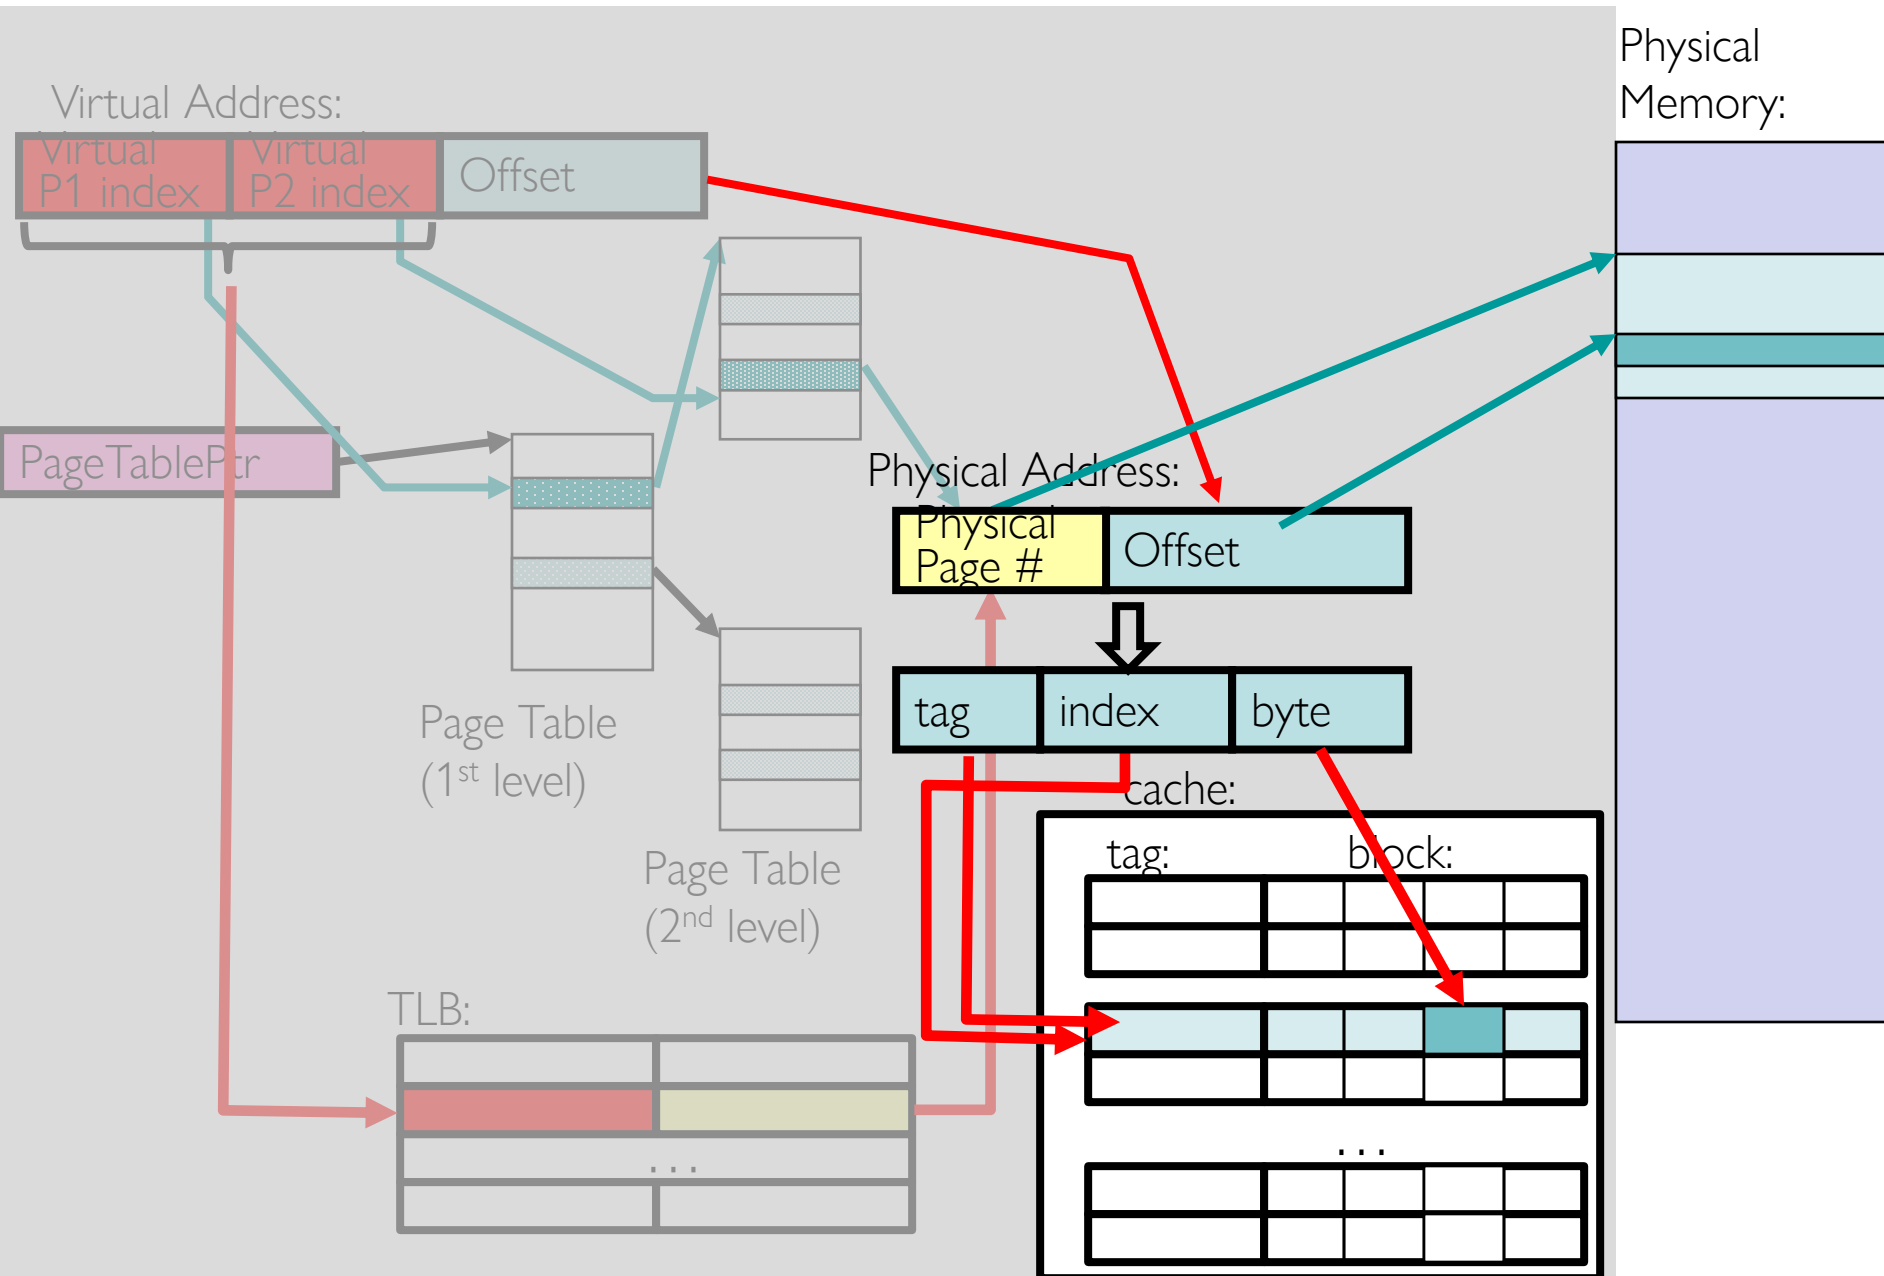 Physical
Memory:
Virtual Address:
Virtual
P1 index
Virtual
P2 index
Offset
PageTablePtr
Physical Address:
Physical
Page #
Offset
tag
index
byte
Page Table
(1st level)
cache:
tag:
block:
Page Table
(2nd level)
TLB:
. . .
. . .